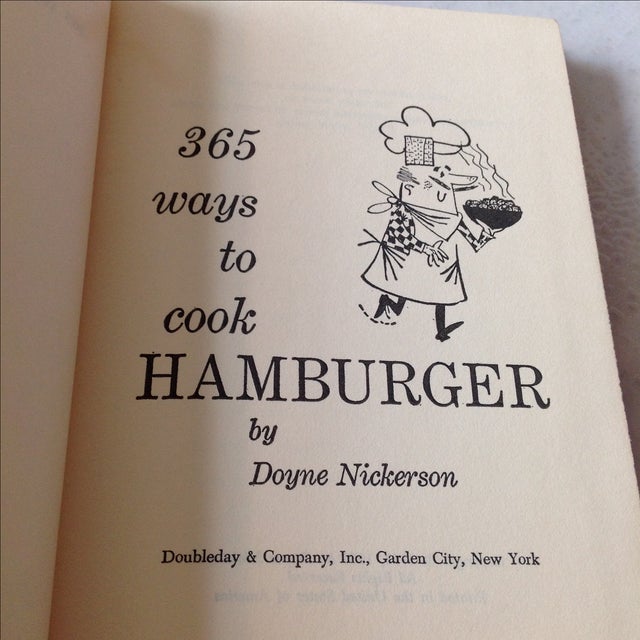 365
ways
to
cook
HAMBURGER
by
Doyne Nickerson
Doubleday & Company, Inc., Garden City, New York